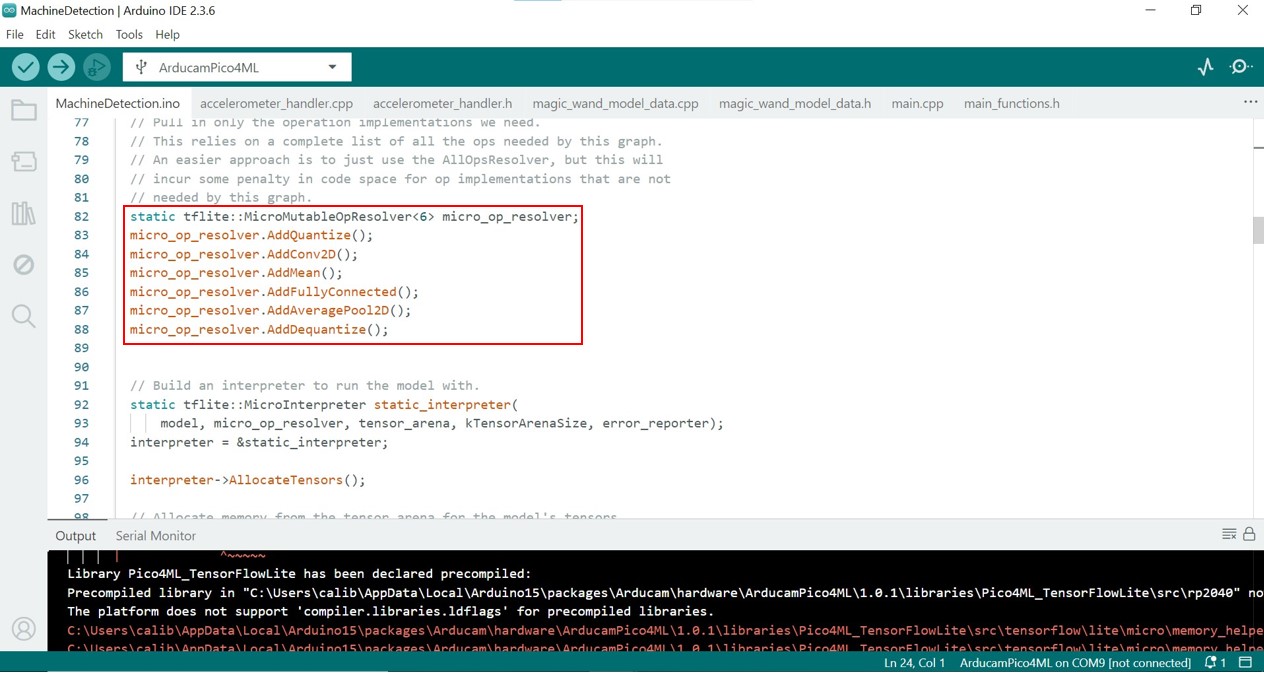 MachineDetection | Arduino IDE 2.3.6
File Edit Sketch Tools Help
ArducamPico4ML
MachineDetection.ino accelerometer_handler.cpp accelerometer_handler.h magic_wand_model_data.cpp magic_wand_model_data.h main.cpp main_functions.h ...
77 // Pull in only the operation implementations we need.
78 // This relies on a complete list of all the ops needed by this graph.
79 // An easier approach is to just use the AllOpsResolver, but this will
80 // incur some penalty in code space for op implementations that are not
81 // needed by this graph.
82 static tflite::MicroMutableOpResolver<6> micro_op_resolver;
83 micro_op_resolver.AddQuantize();
84 micro_op_resolver.AddConv2D();
85 micro_op_resolver.AddMean();
86 micro_op_resolver.AddFullyConnected();
87 micro_op_resolver.AddAveragePool2D();
88 micro_op_resolver.AddDequantize();
89
90
91 // Build an interpreter to run the model with.
92 static tflite::MicroInterpreter static_interpreter(
93 model, micro_op_resolver, tensor_arena, kTensorArenaSize, error_reporter);
94 interpreter = &static_interpreter;
95
96 interpreter->AllocateTensors();
97
98 // Allocate memory from the tensor_arena for the model's tensors
Output Serial Monitor
| | | | ^~~~~~
Library Pico4ML_TensorFlowLite has been declared precompiled:
Precompiled library in "C:\Users\calib\AppData\Local\Arduino15\packages\Arducam\hardware\ArducamPico4ML\1.0.1\libraries\Pico4ML_TensorFlowLite\src\rp2040" no
The platform does not support 'compiler.libraries.ldflags' for precompiled libraries.
C:\Users\calib\AppData\Local\Arduino15\packages\Arducam\hardware\ArducamPico4ML\1.0.1\libraries\Pico4ML_TensorFlowLite\src\tensorflow\lite\micro\memory_helpe
C:\Users\calib\AppData\Local\Arduino15\packages\Arducam\hardware\ArducamPico4ML\1.0.1\libraries\Pico4ML_TensorFlowLite\src\tensorflow\lite\micro\memory_helpe
Ln 24, Col 1 ArducamPico4ML on COM9 [not connected] 1